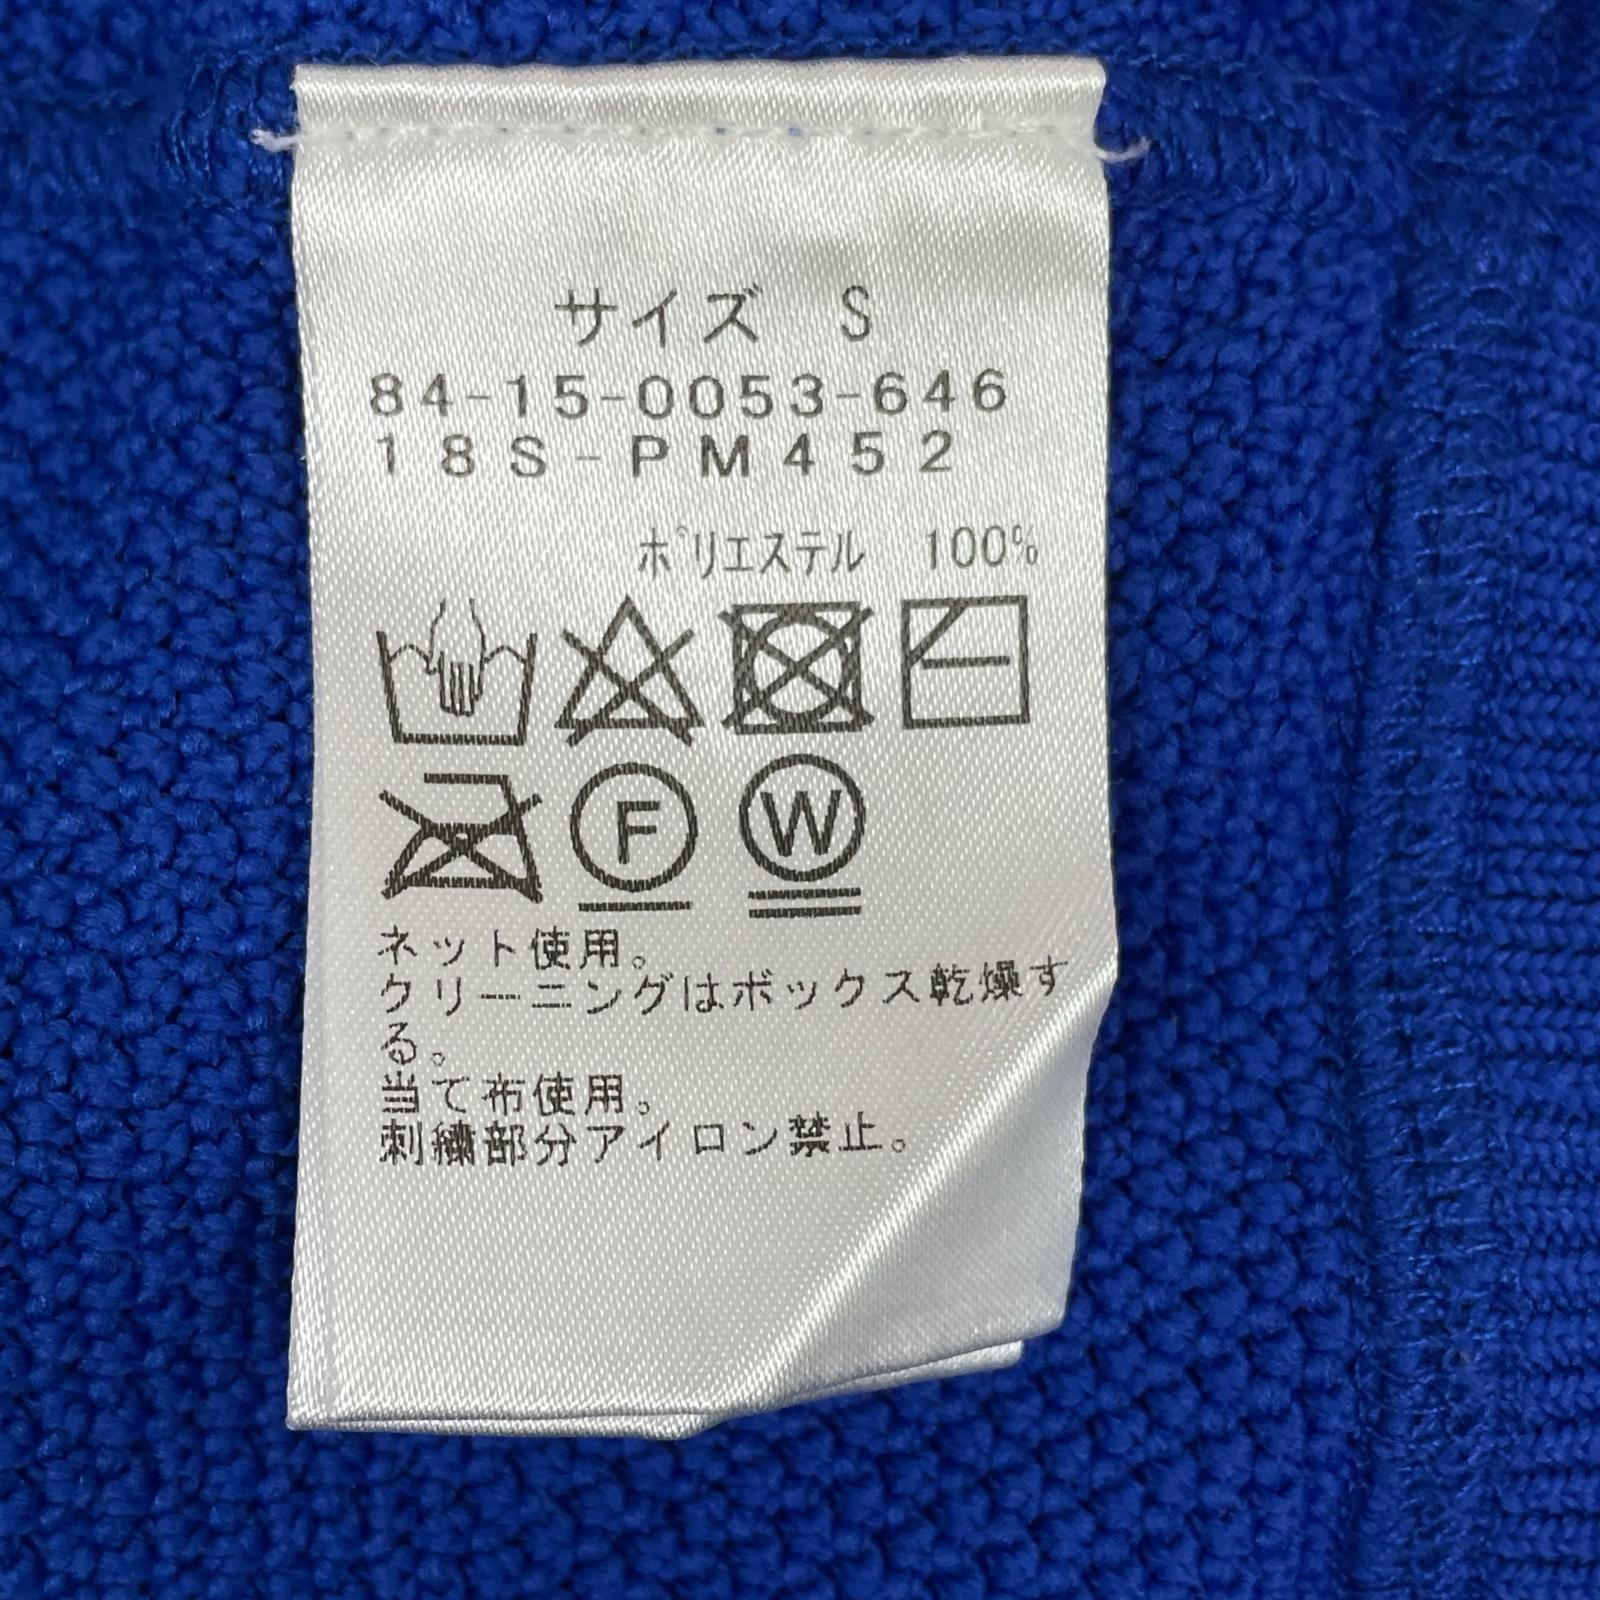 サイズ S
84-15-0053-646
18S-PM452
ポリエステル 100%
F W
ネット使用。
クリーニングはボックス乾燥す
る。
当て布使用。
刺繍部分アイロン禁止。